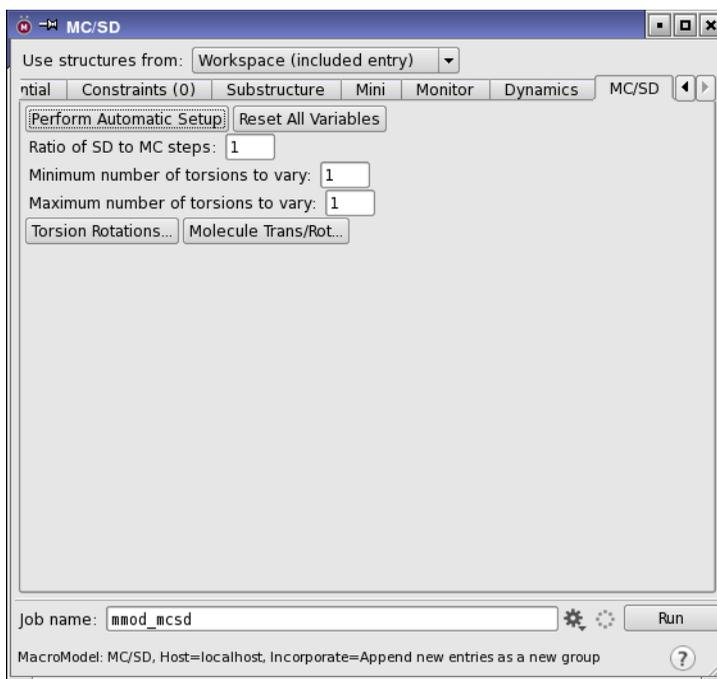 MC/SD
Use structures from: Workspace (included entry)
ntial Constraints (0) Substructure Mini Monitor Dynamics MC/SD
Perform Automatic Setup Reset All Variables
Ratio of SD to MC steps: 1
Minimum number of torsions to vary: 1
Maximum number of torsions to vary: 1
Torsion Rotations... Molecule Trans/Rot...
Job name: mmod_mcsd Run
MacroModel: MC/SD, Host=localhost, Incorporate=Append new entries as a new group ?